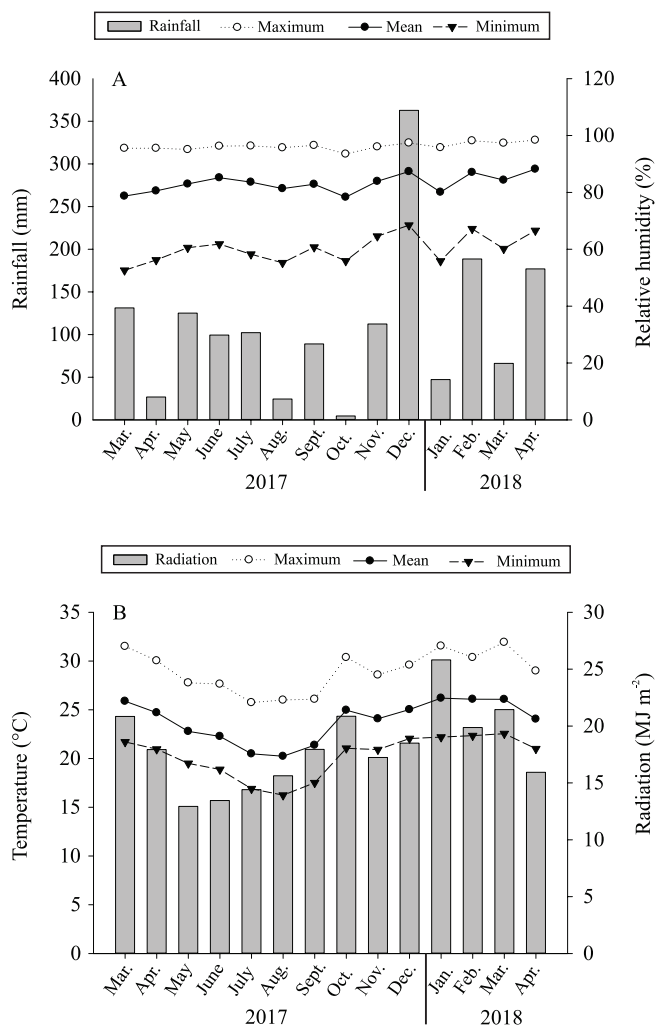 Rainfall Maximum Mean Minimum
A
400 120
350 100
300 80
250 60
200 40
150 20
100 0
50
0
Rainfall (mm)
Relative humidity (%)
Mar. Apr. May June July Aug. Sept. Oct. Nov. Dec. Jan. Feb. Mar. Apr.
2017 2018
Radiation Maximum Mean Minimum
B
35 30
30 25
25 20
20 15
15 10
10 5
5 0
0
Temperature (°C)
Radiation (MJ m⁻²)
Mar. Apr. May June July Aug. Sept. Oct. Nov. Dec. Jan. Feb. Mar. Apr.
2017 2018